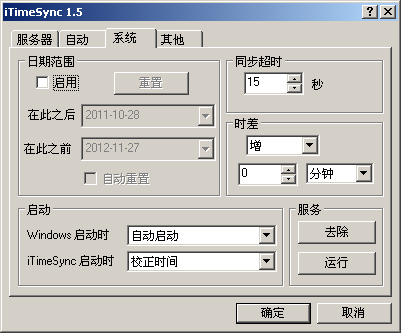 iTimeSync 1.5
服务器 自动 系统 其他
日期范围
启用 重置
在此之后 2011-10-28
在此之前 2012-11-27
自动重置
同步超时
15 秒
时差
增
0 分钟
启动
Windows 启动时 自动启动
iTimeSync 启动时 校正时间
服务
去除
运行
确定 取消